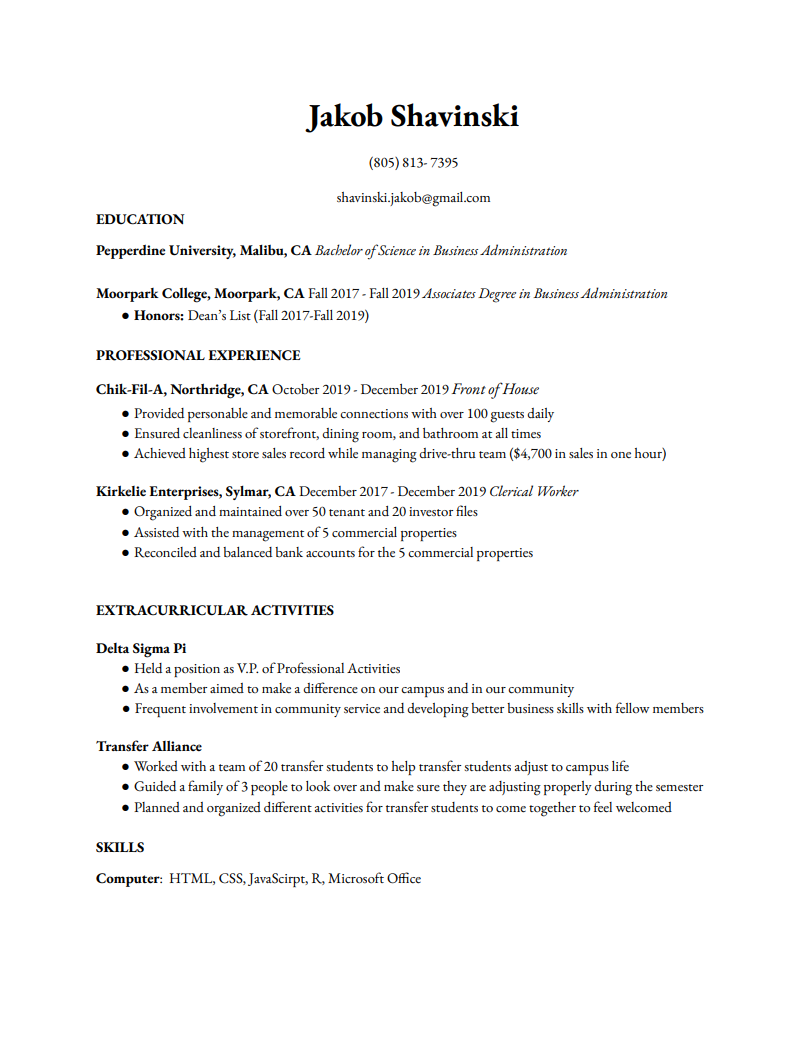 Jakob Shavinski
(805) 813- 7395
shavinski.jakob@gmail.com
EDUCATION
Pepperdine University, Malibu, CA Bachelor of Science in Business Administration
Moorpark College, Moorpark, CA Fall 2017 - Fall 2019 Associates Degree in Business Administration
● Honors: Dean's List (Fall 2017-Fall 2019)
PROFESSIONAL EXPERIENCE
Chik-Fil-A, Northridge, CA October 2019 - December 2019 Front of House
● Provided personable and memorable connections with over 100 guests daily
● Ensured cleanliness of storefront, dining room, and bathroom at all times
● Achieved highest store sales record while managing drive-thru team ($4,700 in sales in one hour)
Kirkelie Enterprises, Sylmar, CA December 2017 - December 2019 Clerical Worker
● Organized and maintained over 50 tenant and 20 investor files
● Assisted with the management of 5 commercial properties
● Reconciled and balanced bank accounts for the 5 commercial properties
EXTRACURRICULAR ACTIVITIES
Delta Sigma Pi
● Held a position as V.P. of Professional Activities
● As a member aimed to make a difference on our campus and in our community
● Frequent involvement in community service and developing better business skills with fellow members
Transfer Alliance
● Worked with a team of 20 transfer students to help transfer students adjust to campus life
● Guided a family of 3 people to look over and make sure they are adjusting properly during the semester
● Planned and organized different activities for transfer students to come together to feel welcomed
SKILLS
Computer:  HTML, CSS, JavaScirpt, R, Microsoft Office